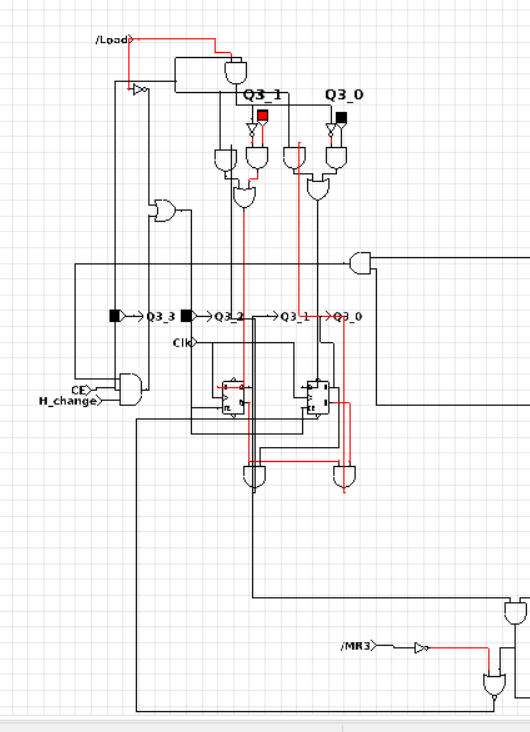 /Load
Q3_1 Q3_0
Q3_3 Q3_2 Q3_1 Q3_0
Clk
CE
H_change
/MR3